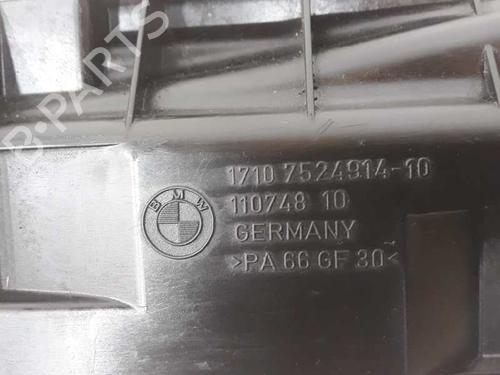 B-PARTS
1710 7524914-10
110748 10
BMW
GERMANY
>PA 66 GF 30<